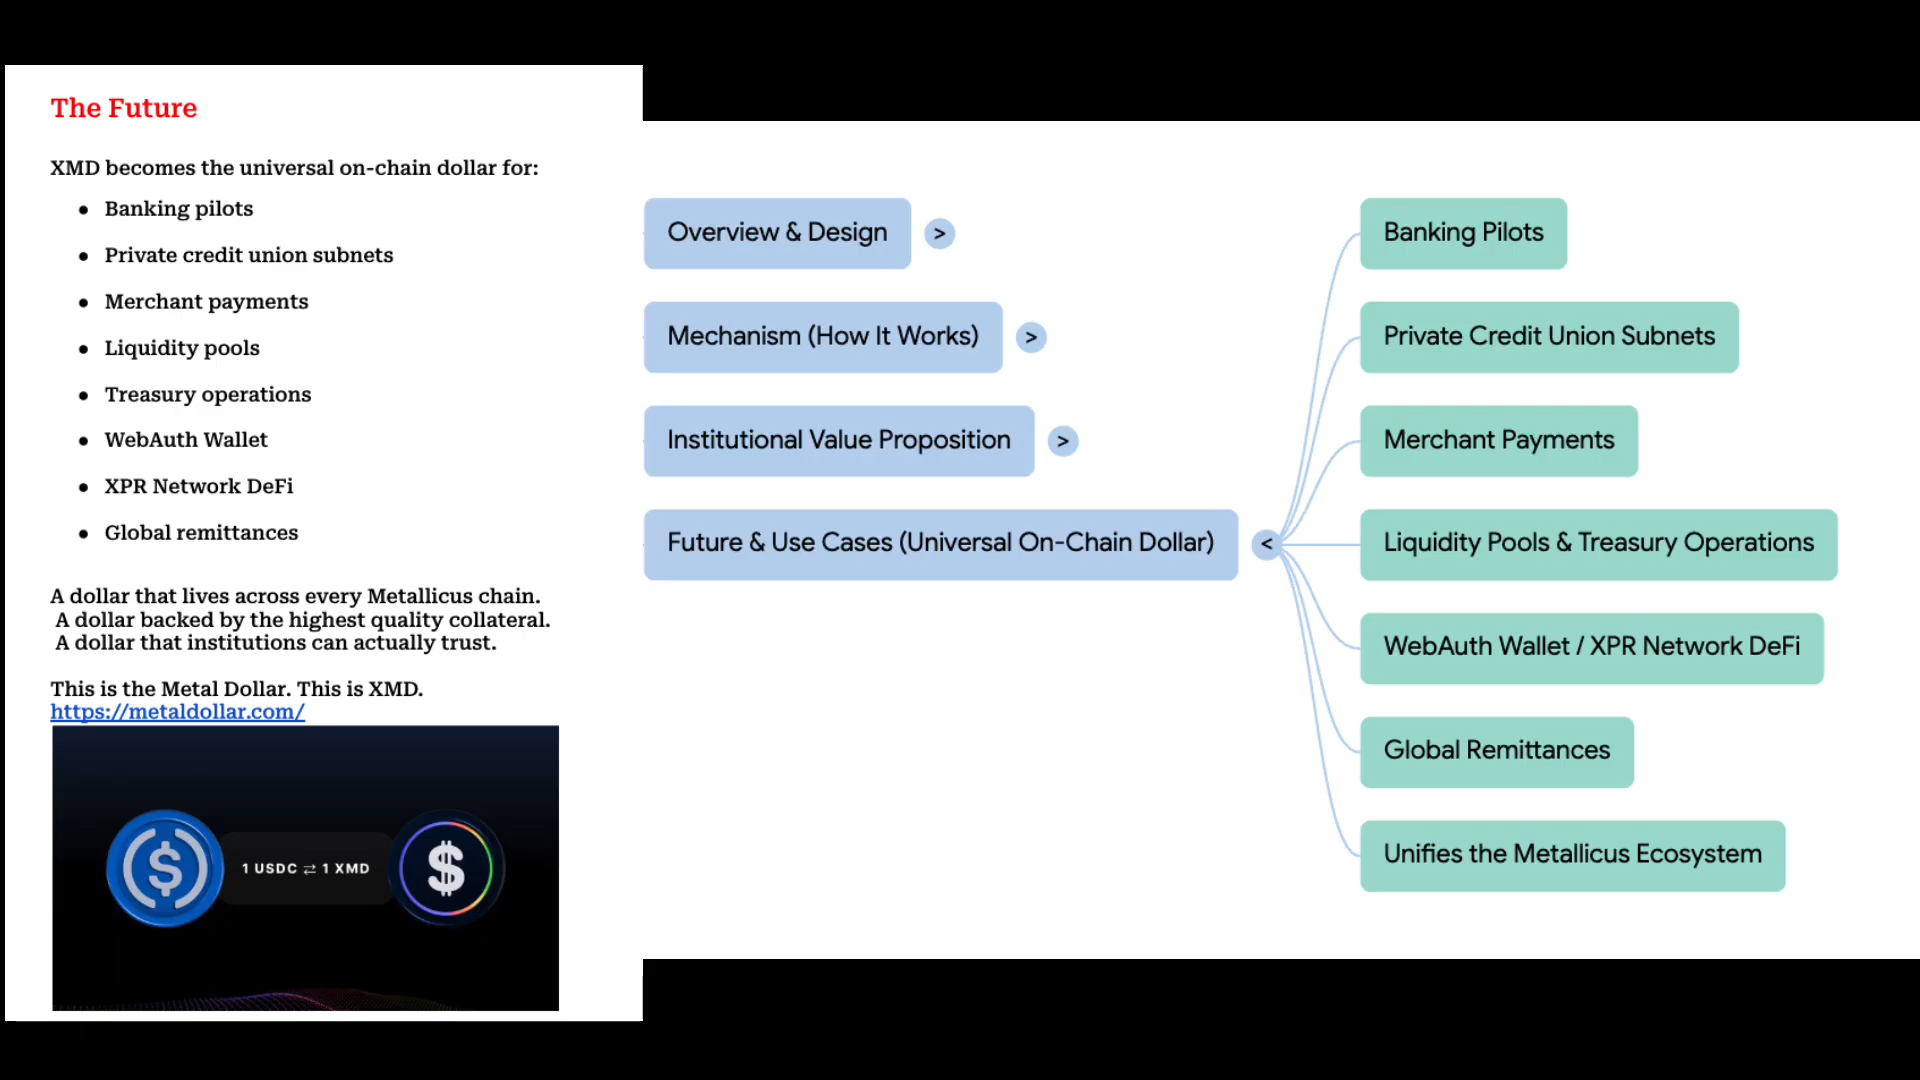 The Future
XMD becomes the universal on-chain dollar for:
● Banking pilots
● Private credit union subnets
● Merchant payments
● Liquidity pools
● Treasury operations
● WebAuth Wallet
● XPR Network DeFi
● Global remittances
A dollar that lives across every Metallicus chain.
A dollar backed by the highest quality collateral.
A dollar that institutions can actually trust.
This is the Metal Dollar. This is XMD.
https://metaldollar.com/
$
1 USDC ⇄ 1 XMD
$
Overview & Design
>
Mechanism (How It Works)
>
Institutional Value Proposition
>
Future & Use Cases (Universal On-Chain Dollar)
<
Banking Pilots
Private Credit Union Subnets
Merchant Payments
Liquidity Pools & Treasury Operations
WebAuth Wallet / XPR Network DeFi
Global Remittances
Unifies the Metallicus Ecosystem